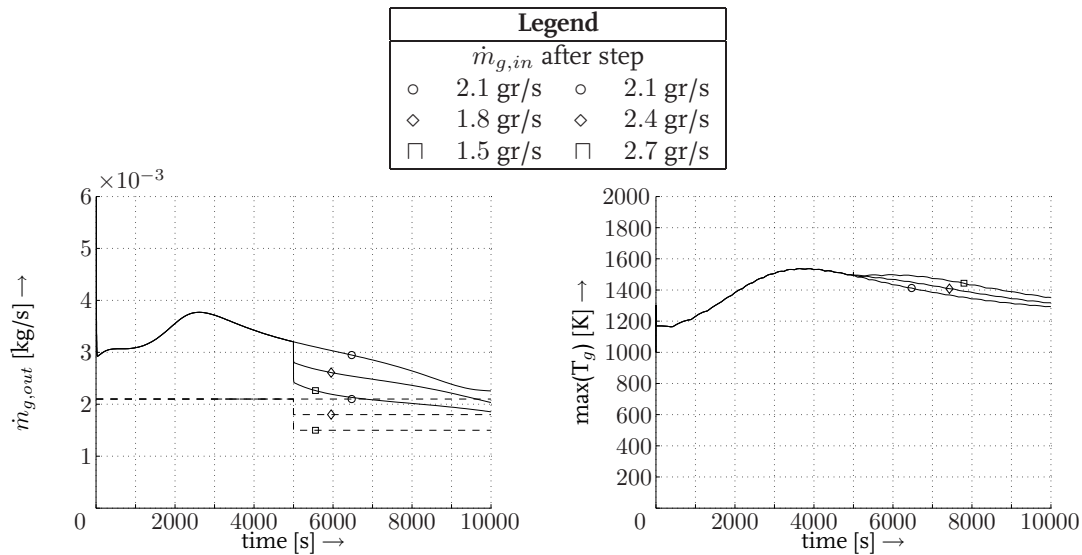 Legend
ṁ_{g,in} after step
○ 2.1 gr/s ○ 2.1 gr/s
◇ 1.8 gr/s ◇ 2.4 gr/s
□ 1.5 gr/s □ 2.7 gr/s
×10⁻³
6
5
4
3
2
1
0 2000 4000 6000 8000 10000
time [s] →
ṁ_{g,out} [kg/s] →
2000
1800
1600
1400
1200
1000
800
600
400
200
0 2000 4000 6000 8000 10000
time [s] →
max(T_g) [K] →